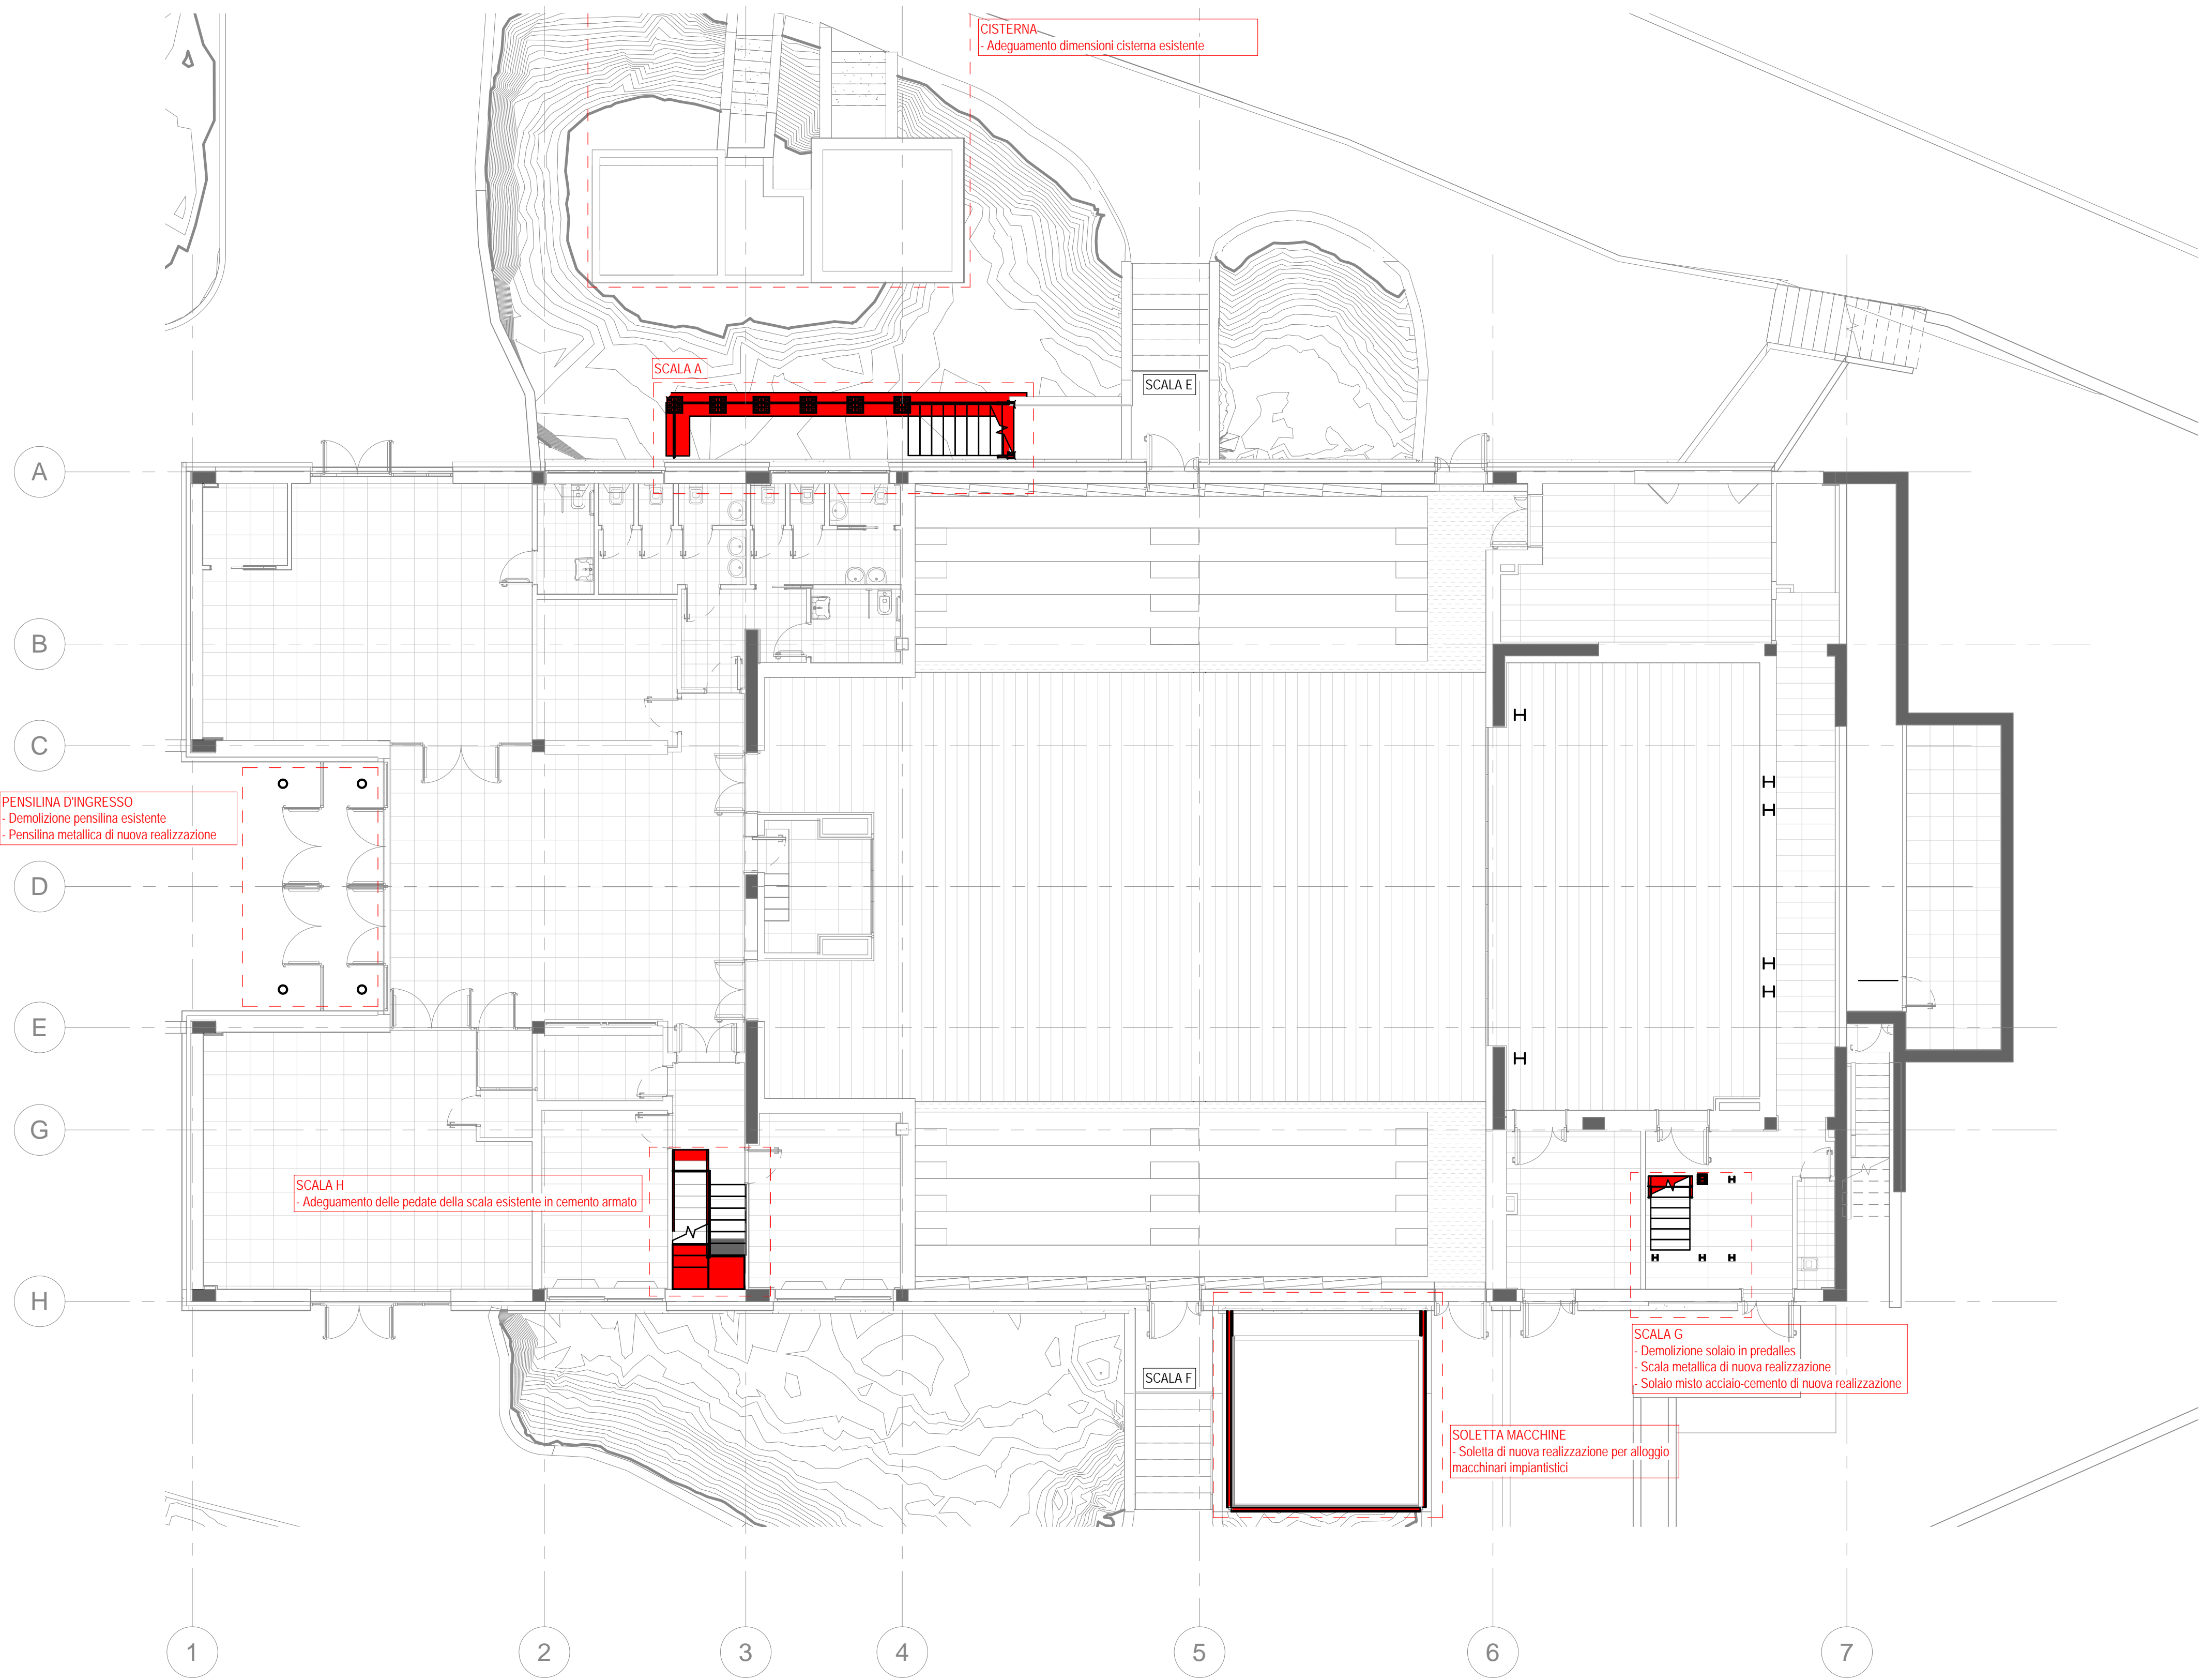 CISTERNA
- Adeguamento dimensioni cisterna esistente
SCALA A
SCALA E
A
B
C
PENSILINA D'INGRESSO
- Demolizione pensilina esistente
- Pensilina metallica di nuova realizzazione
D
E
G
SCALA H
- Adeguamento delle pedate della scala esistente in cemento armato
H
SCALA G
- Demolizione solaio in predalles
- Scala metallica di nuova realizzazione
- Solaio misto acciaio-cemento di nuova realizzazione
SCALA F
SOLETTA MACCHINE
- Soletta di nuova realizzazione per alloggio
macchinari impiantistici
1
2
3
4
5
6
7